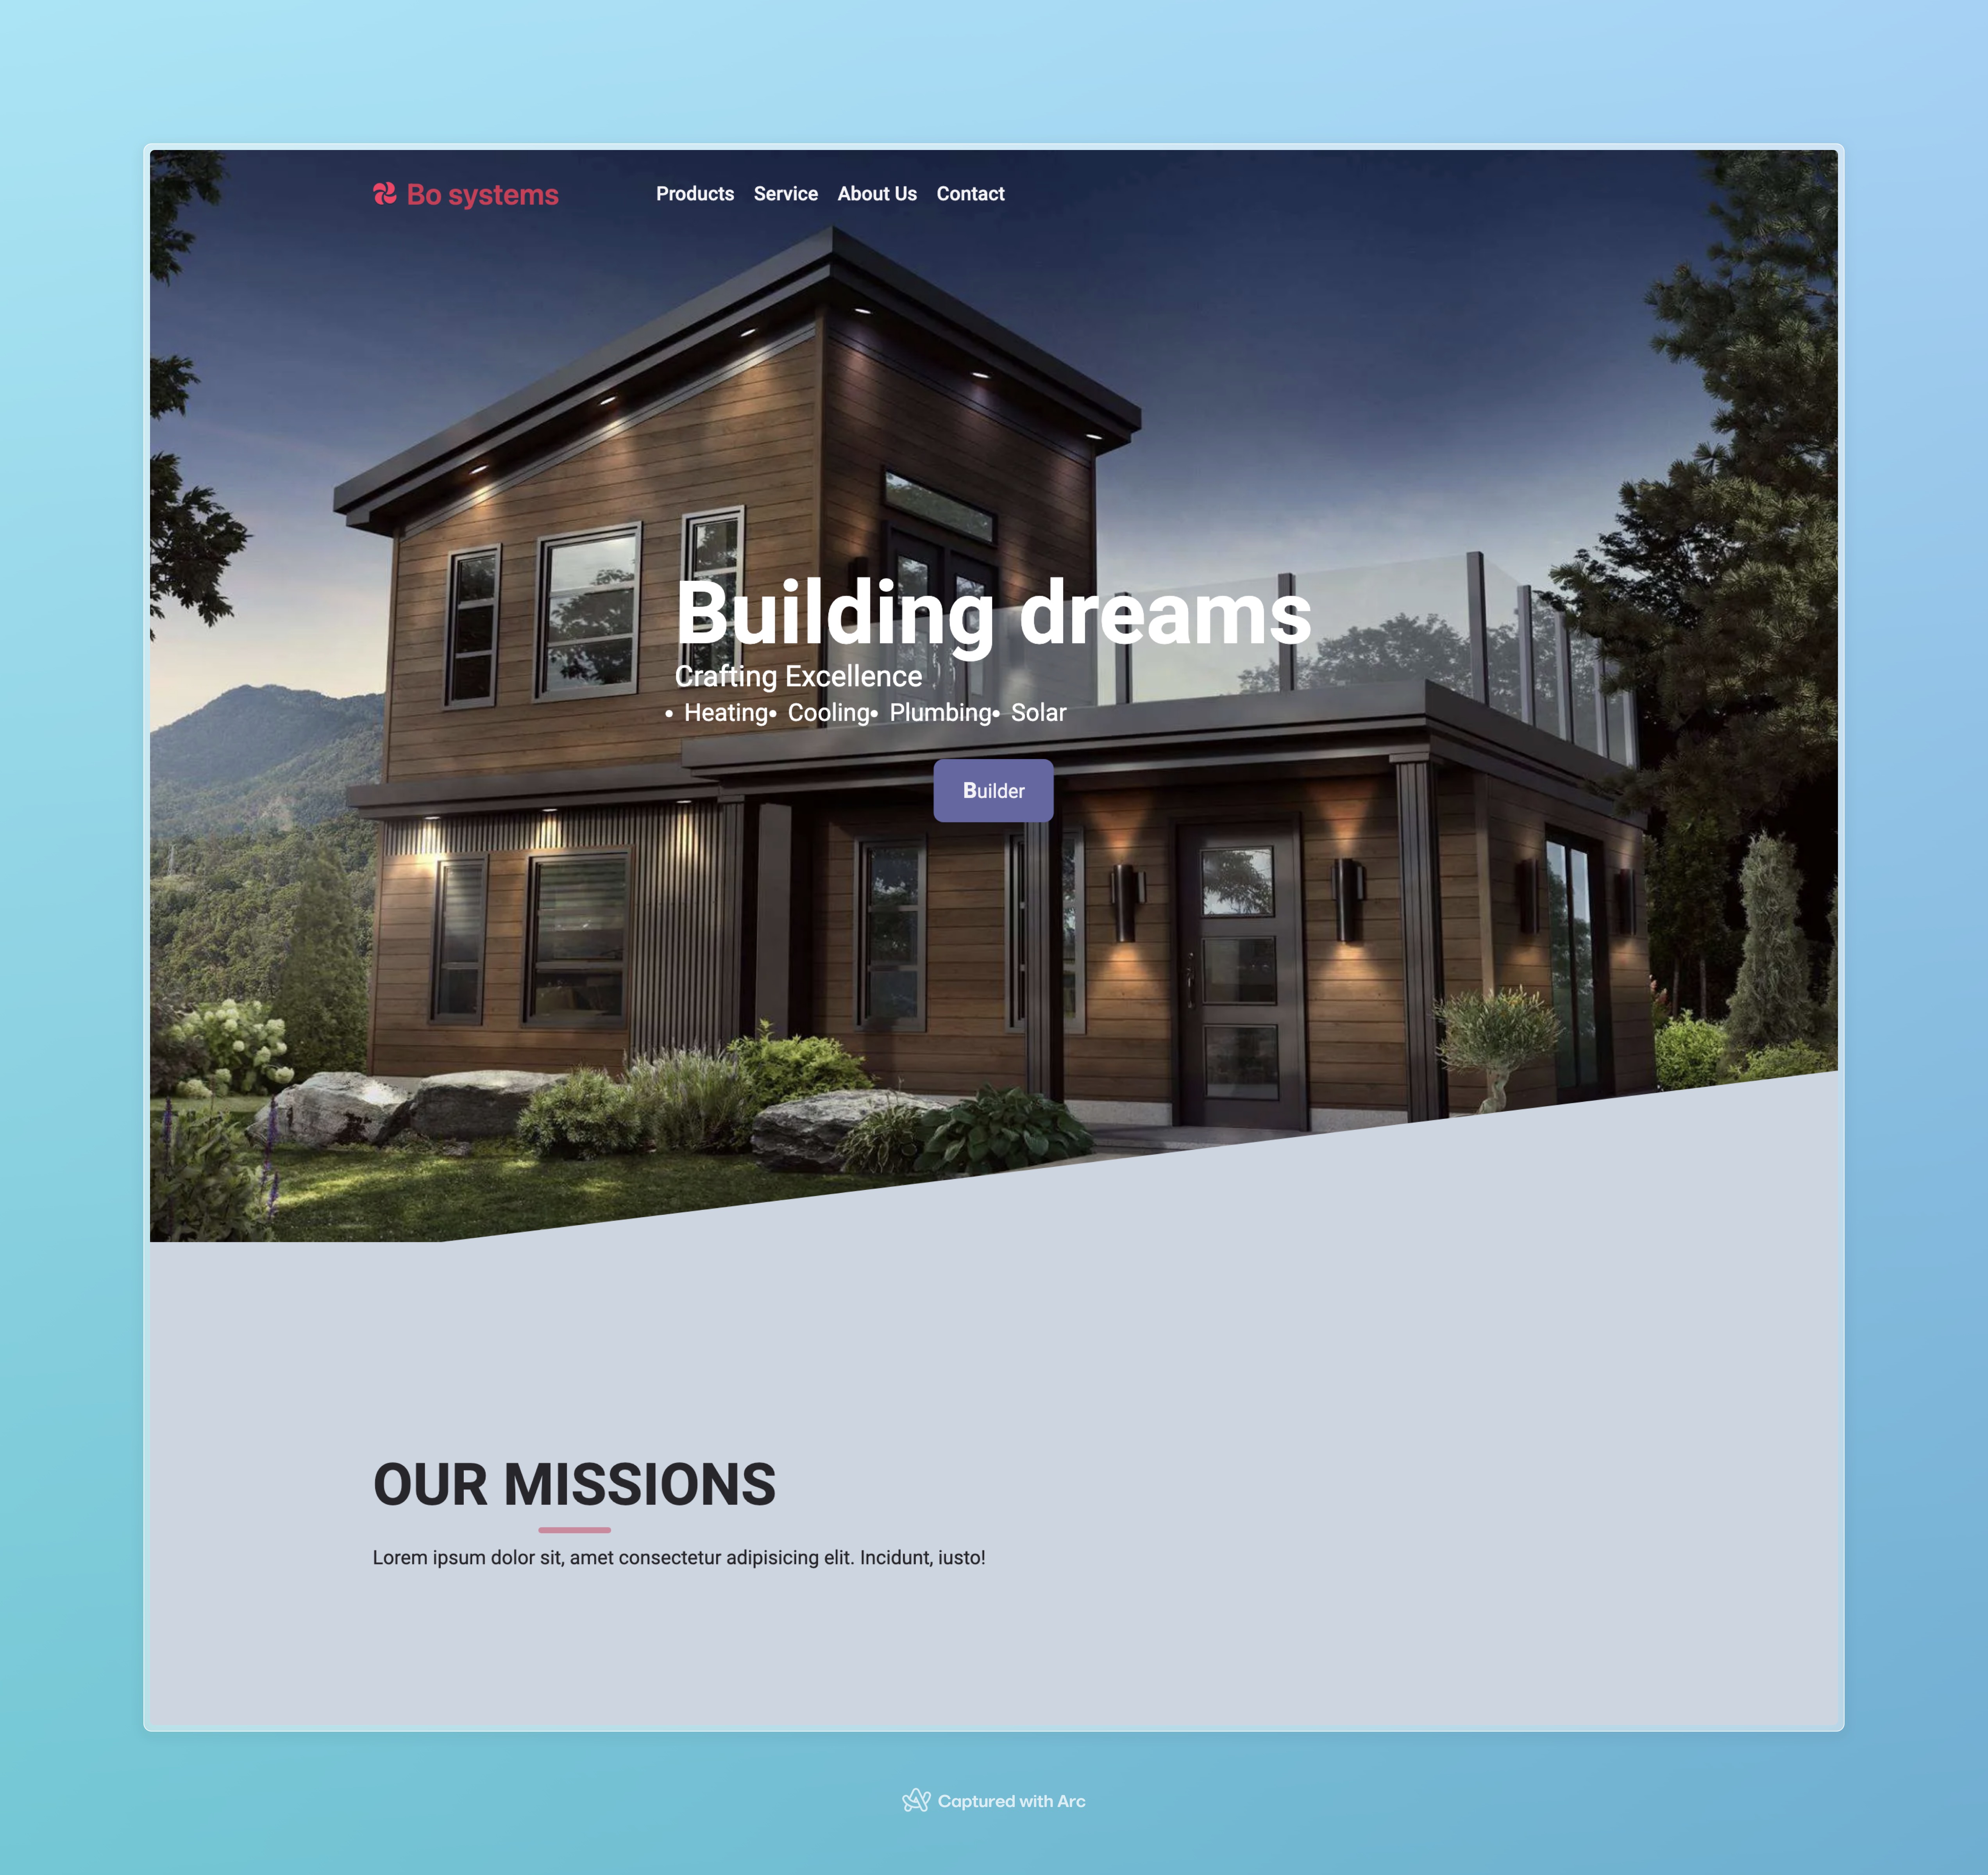 Bo systems
Products Service About Us Contact
Building dreams
Crafting Excellence
• Heating• Cooling• Plumbing• Solar
Builder
OUR MISSIONS
Lorem ipsum dolor sit, amet consectetur adipisicing elit. Incidunt, iusto!
Captured with Arc